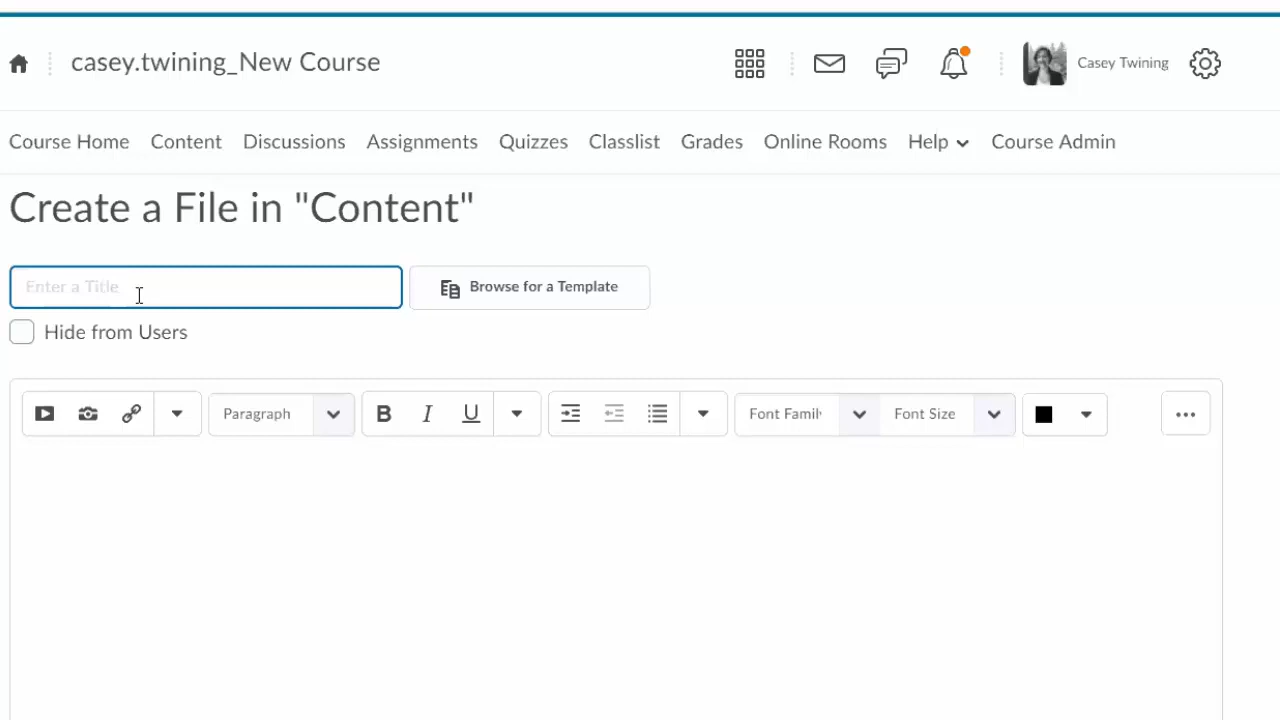 casey.twining_New Course
Casey Twining
Course Home Content Discussions Assignments Quizzes Classlist Grades Online Rooms Help Course Admin
Create a File in "Content"
Enter a Title
Browse for a Template
Hide from Users
Paragraph B I U Font Famil Font Size